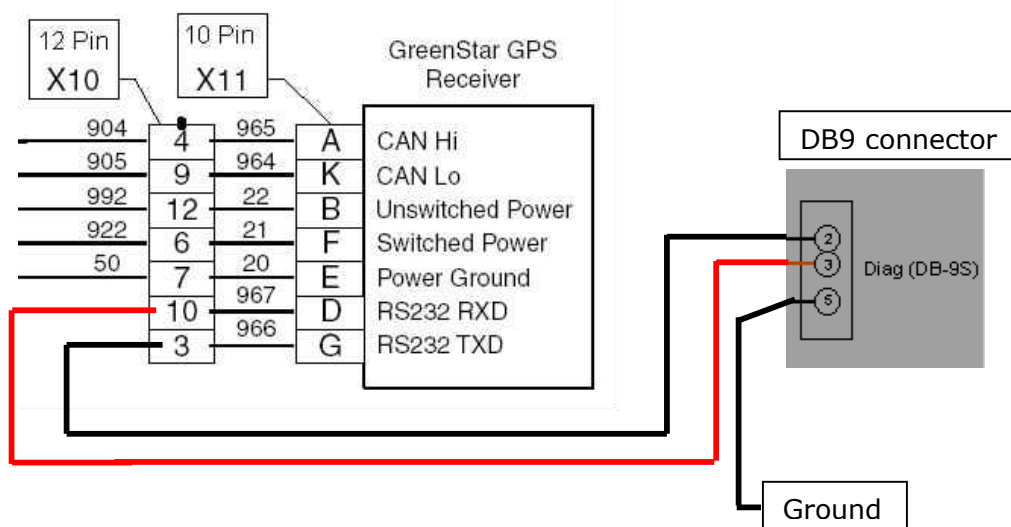 12 Pin
X10
10 Pin
X11
GreenStar GPS
Receiver
904 4 965 A CAN Hi
905 9 964 K CAN Lo
992 12 22 B Unswitched Power
922 6 21 F Switched Power
50 7 20 E Power Ground
10 967 D RS232 RXD
3 966 G RS232 TXD
DB9 connector
2
3
Diag (DB-9S)
5
Ground